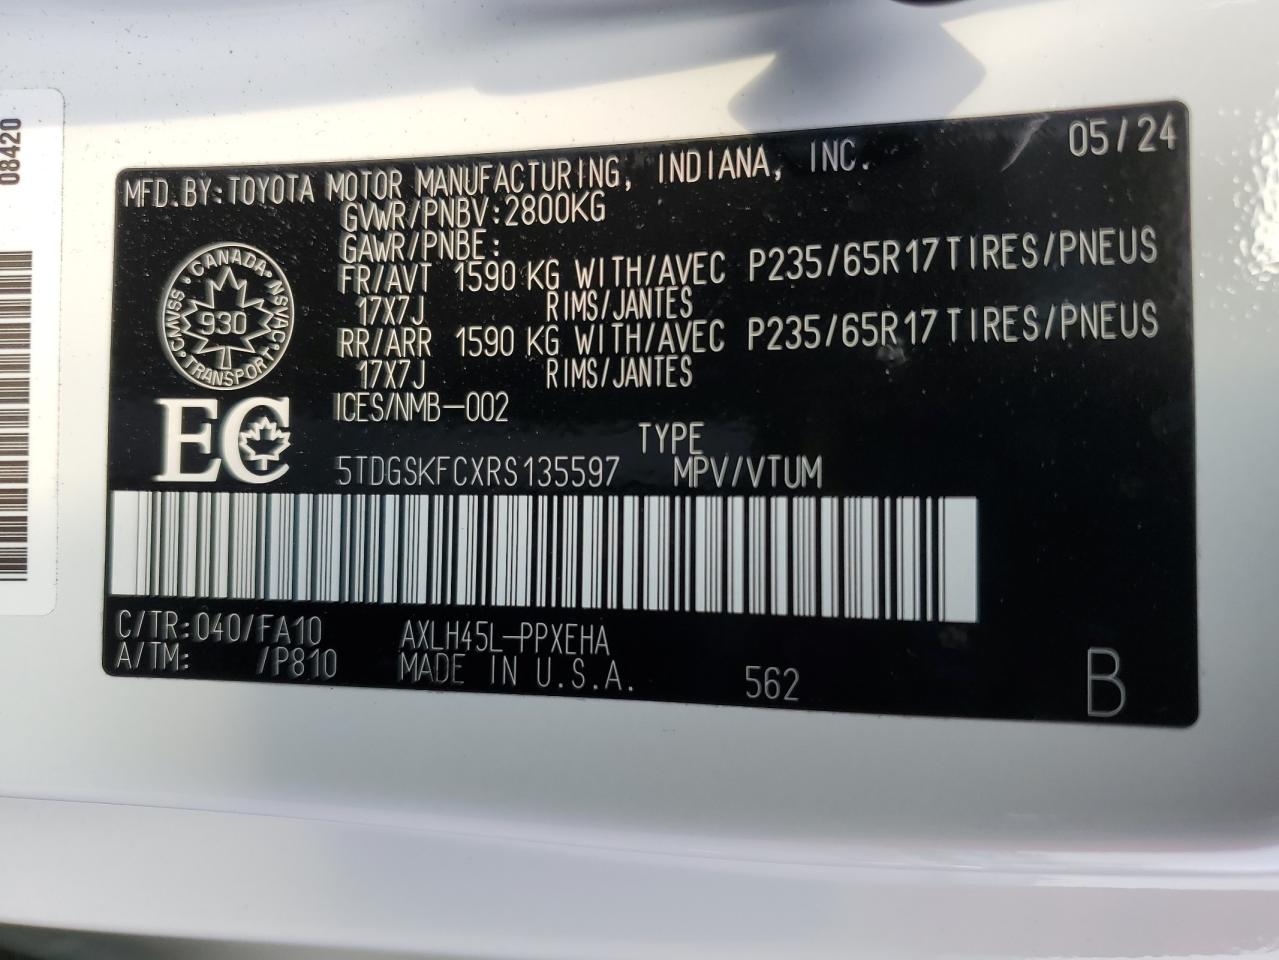 08420
MFD.BY:TOYOTA MOTOR MANUFACTURING, INDIANA, INC. 05/24
GVWR/PNBV:2800KG
GAWR/PNBE:
FR/AVT 1590 KG WITH/AVEC P235/65R17 TIRES/PNEUS
17X7J RIMS/JANTES
RR/ARR 1590 KG WITH/AVEC P235/65R17 TIRES/PNEUS
17X7J RIMS/JANTES
ICES/NMB-002
CANADA
CMVSS 930 NSVAC
TRANSPORT
EC
TYPE
5TDGSKFCXRS135597 MPV/VTUM
C/TR:040/FA10 AXLH45L-PPXEHA
A/TM: /P810 MADE IN U.S.A. 562 B